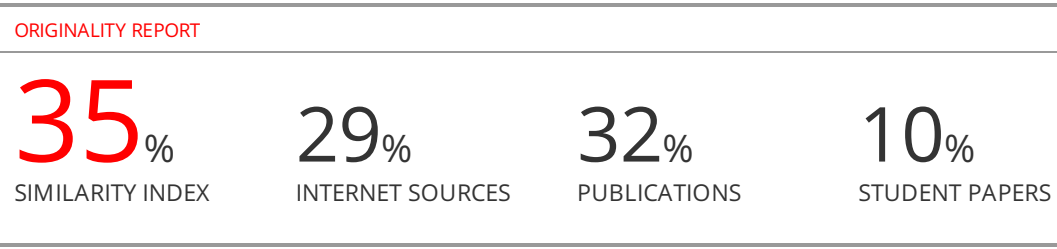 ORIGINALITY REPORT
35% 29% 32% 10%
SIMILARITY INDEX INTERNET SOURCES PUBLICATIONS STUDENT PAPERS